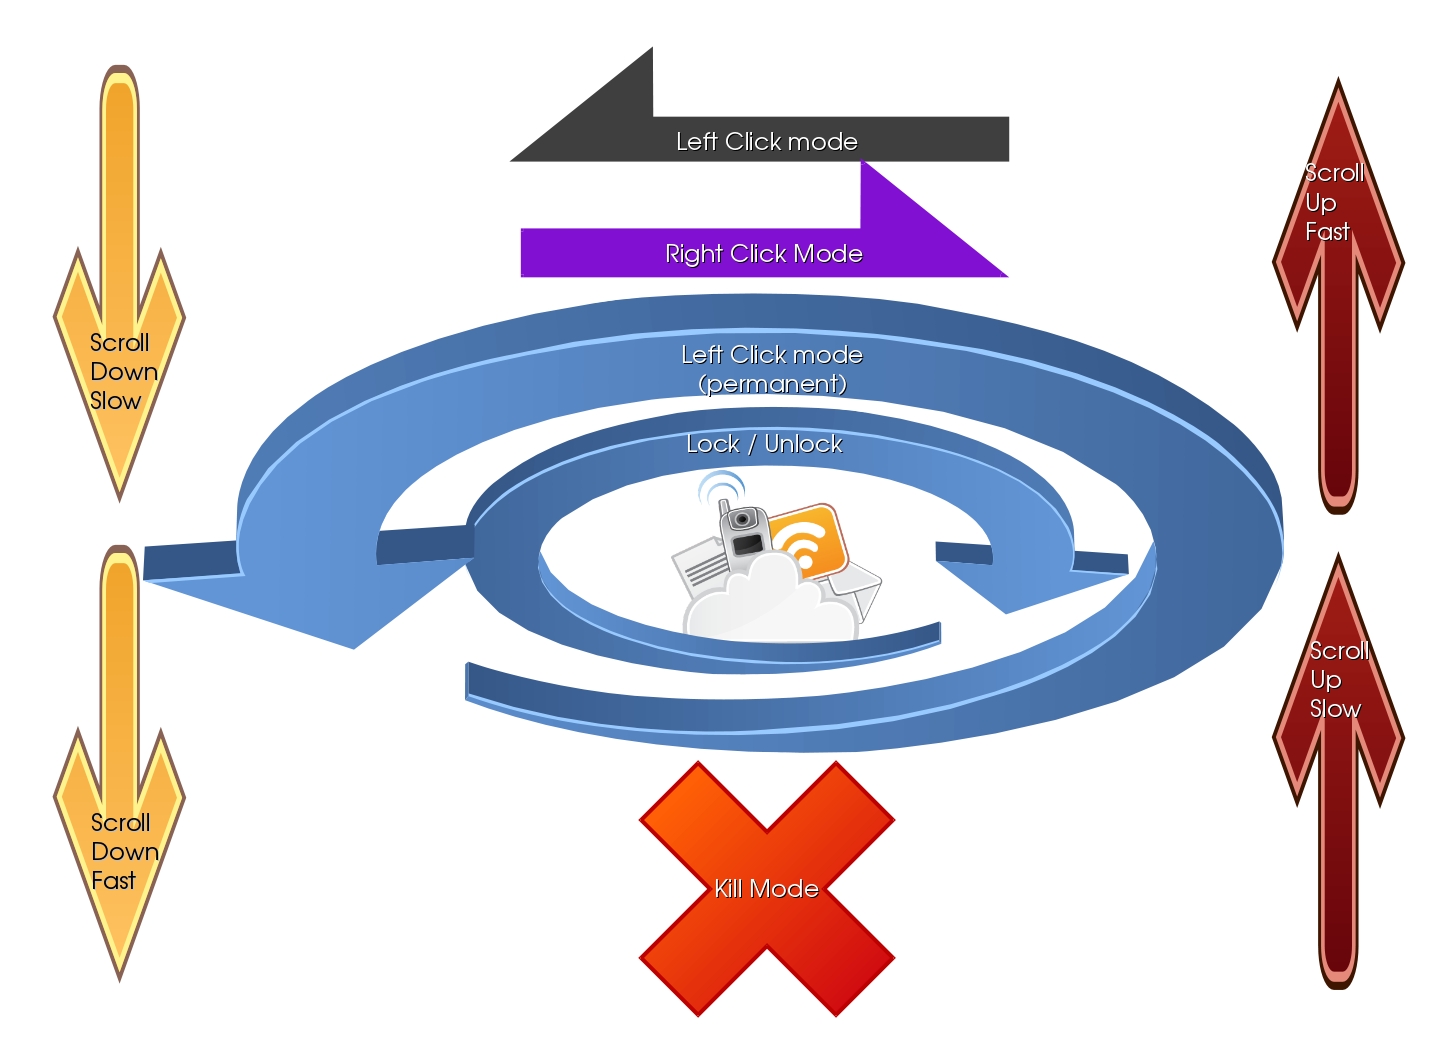 Left Click mode
Right Click Mode
Left Click mode
(permanent)
Lock / Unlock
Scroll
Down
Slow
Scroll
Down
Fast
Scroll
Up
Fast
Scroll
Up
Slow
Kill Mode